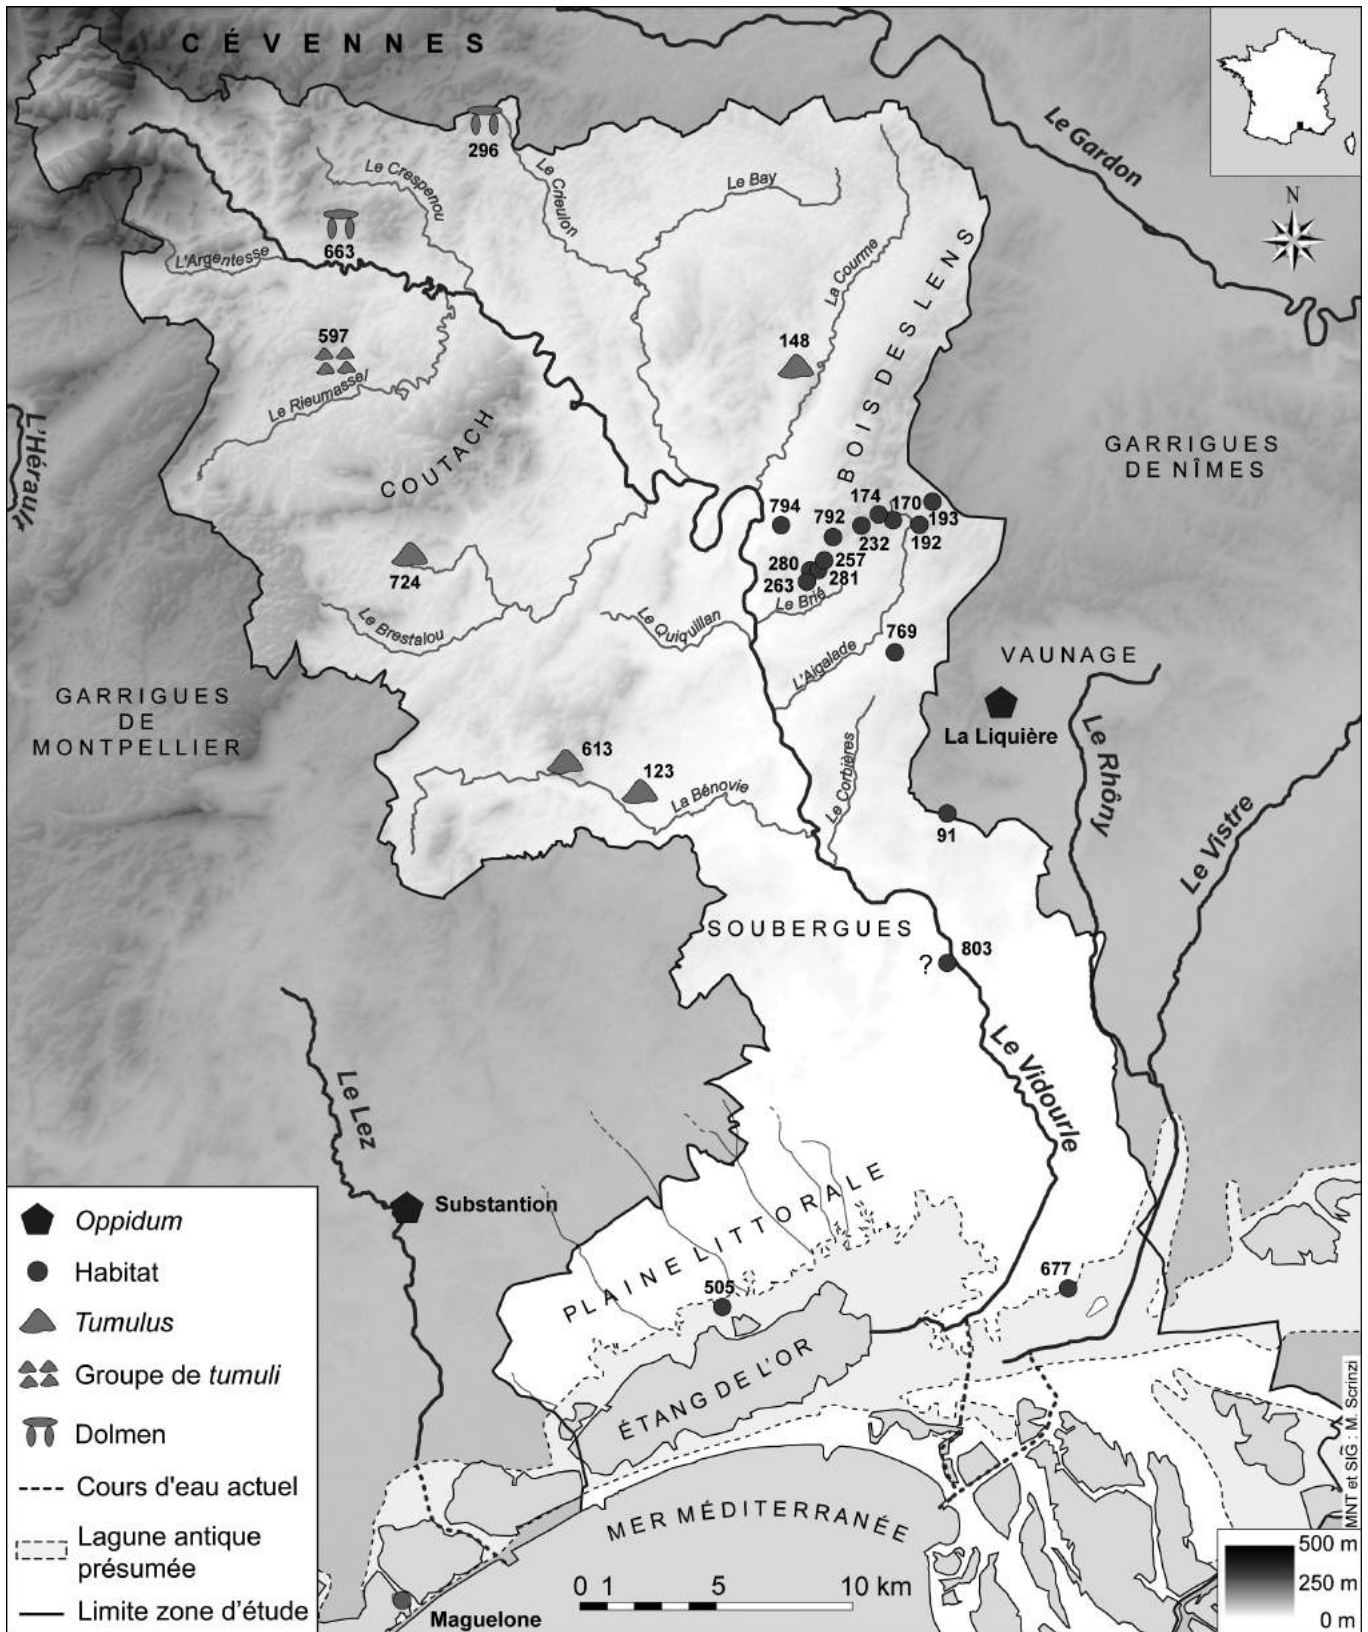 CÉVENNES
Le Gardon
N
296
Le Crespenou
Le Crieulon
Le Bay
663
L'Argentesse
La Courme
BOIS DES LENS
597
148
Le Rieumassel
L'Hérault
COUTACH
GARRIGUES
DE NÎMES
174
170
794
792
193
232
192
280
257
281
263
724
Le Brié
Le Brestalou
Le Quiquillan
769
L'Aigalade
VAUNAGE
GARRIGUES
DE
MONTPELLIER
La Liquière
Le Rhôny
613
123
La Bénovie
Le Corbières
Le Vistre
91
SOUBERGUES
803
?
Le Vidourle
Le Lez
Substantion
PLAINE LITTORALE
505
677
ÉTANG DE L'OR
MER MÉDITERRANÉE
Maguelone
Oppidum
Habitat
Tumulus
Groupe de tumuli
Dolmen
Cours d'eau actuel
Lagune antique
présumée
Limite zone d'étude
0 1 5 10 km
500 m
250 m
0 m
MNT et SIG : M. Scrinzi